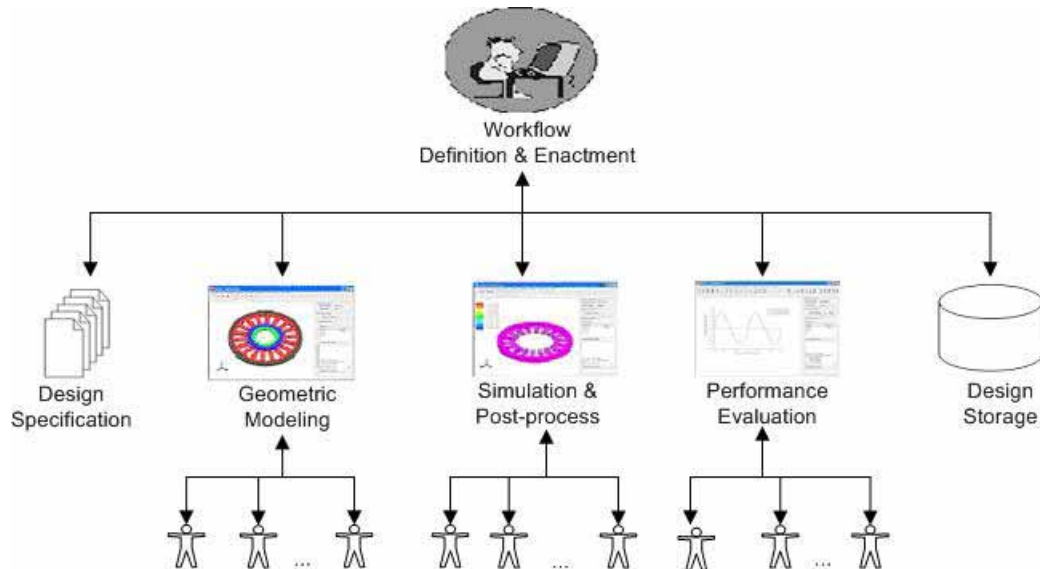 Workflow
Definition & Enactment
Design
Specification
Geometric
Modeling
Simulation &
Post-process
Performance
Evaluation
Design
Storage
...
...
...